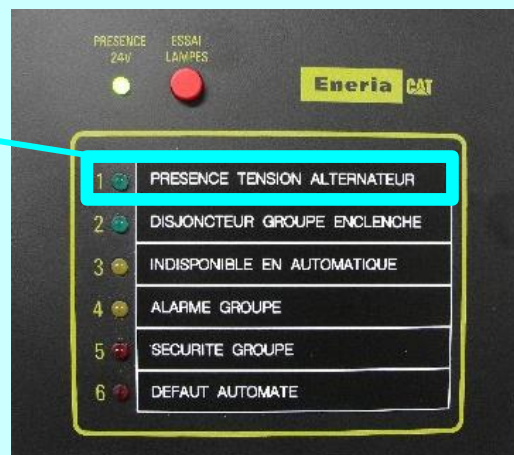 PRESENCE 24V
ESSAI LAMPES
Eneria CAT
1 PRESENCE TENSION ALTERNATEUR
2 DISJONCTEUR GROUPE ENCLENCHE
3 INDISPONIBLE EN AUTOMATIQUE
4 ALARME GROUPE
5 SECURITE GROUPE
6 DEFAUT AUTOMATE